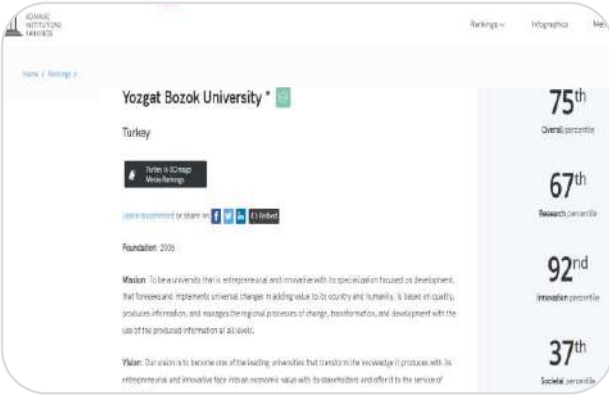 SCIMAGO
INSTITUTIONS
RANKINGS
Rankings
Infographics
Home
Rankings
Yozgat Bozok University *
Turkey
Turkey in SCImago
Media Rankings
Leave a comment or share on
Embed
Foundation: 2006
Mission: To be a university that is entrepreneurial and innovative with its specialization focused on development,
that foresees and implements universal changes in adding value to its country and humanity, is based on quality,
produces information, and manages the regional processes of change, transformation, and development with the
use of the produced information at all levels.
Vision: Our vision is to become one of the leading universities that transform the knowledge it produces with its
entrepreneurial and innovative face into an economic value with its stakeholders and offer it to the service of
75th
Overall percentile
67th
Research percentile
92nd
Innovation percentile
37th
Societal percentile